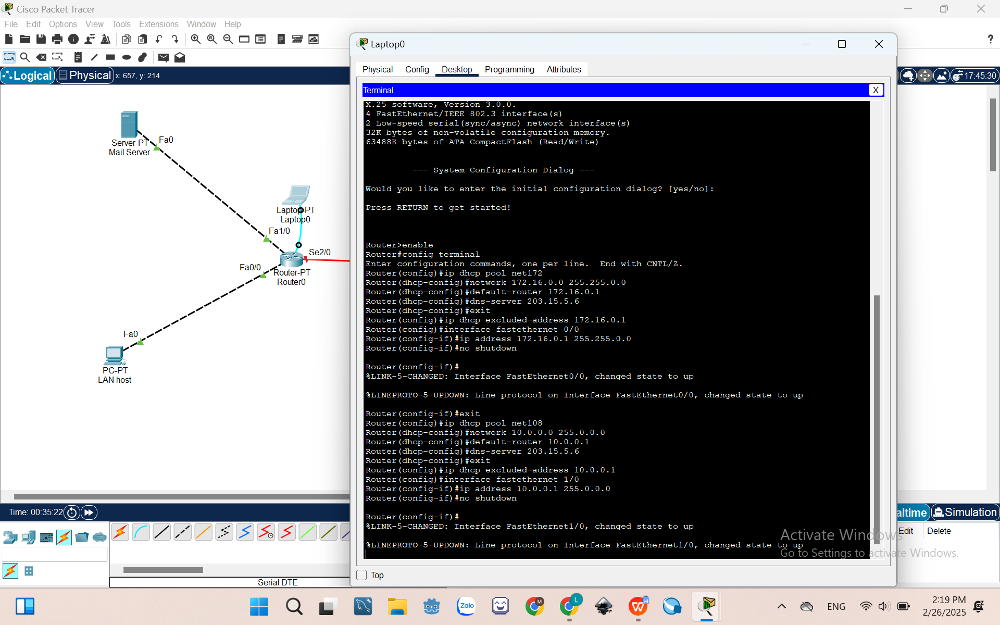 Cisco Packet Tracer
File Edit Options View Tools Extensions Window Help
?
Logical Physical x: 657, y: 214
17:45:30
Server-PT
Mail Server
Fa0
Laptop-PT
Laptop0
Fa1/0
Se2/0
Fa0/0
Router-PT
Router0
Fa0
PC-PT
LAN host
Laptop0
Physical Config Desktop Programming Attributes
Terminal
X
X.25 software, Version 3.0.0.
4 FastEthernet/IEEE 802.3 interface(s)
2 Low-speed serial(sync/async) network interface(s)
32K bytes of non-volatile configuration memory.
63488K bytes of ATA CompactFlash (Read/Write)
--- System Configuration Dialog ---
Would you like to enter the initial configuration dialog? [yes/no]:
Press RETURN to get started!
Router>enable
Router#config terminal
Enter configuration commands, one per line.  End with CNTL/Z.
Router(config)#ip dhcp pool net172
Router(dhcp-config)#network 172.16.0.0 255.255.0.0
Router(dhcp-config)#default-router 172.16.0.1
Router(dhcp-config)#dns-server 203.15.5.6
Router(dhcp-config)#exit
Router(config)#ip dhcp excluded-address 172.16.0.1
Router(config)#interface fastethernet 0/0
Router(config-if)#ip address 172.16.0.1 255.255.0.0
Router(config-if)#no shutdown
Router(config-if)#
%LINK-5-CHANGED: Interface FastEthernet0/0, changed state to up
%LINEPROTO-5-UPDOWN: Line protocol on Interface FastEthernet0/0, changed state to up
Router(config-if)#exit
Router(config)#ip dhcp pool net108
Router(dhcp-config)#network 10.0.0.0 255.0.0.0
Router(dhcp-config)#default-router 10.0.0.1
Router(dhcp-config)#dns-server 203.15.5.6
Router(dhcp-config)#exit
Router(config)#ip dhcp excluded-address 10.0.0.1
Router(config)#interface fastethernet 1/0
Router(config-if)#ip address 10.0.0.1 255.0.0.0
Router(config-if)#no shutdown
Router(config-if)#
%LINK-5-CHANGED: Interface FastEthernet1/0, changed state to up
%LINEPROTO-5-UPDOWN: Line protocol on Interface FastEthernet1/0, changed state to up
Top
Time: 00:35:22
altime Simulation
Edit Delete
Activate Windows
Go to Settings to activate Windows.
Serial DTE
Zalo
M
L
W
ENG
2:19 PM
2/26/2025